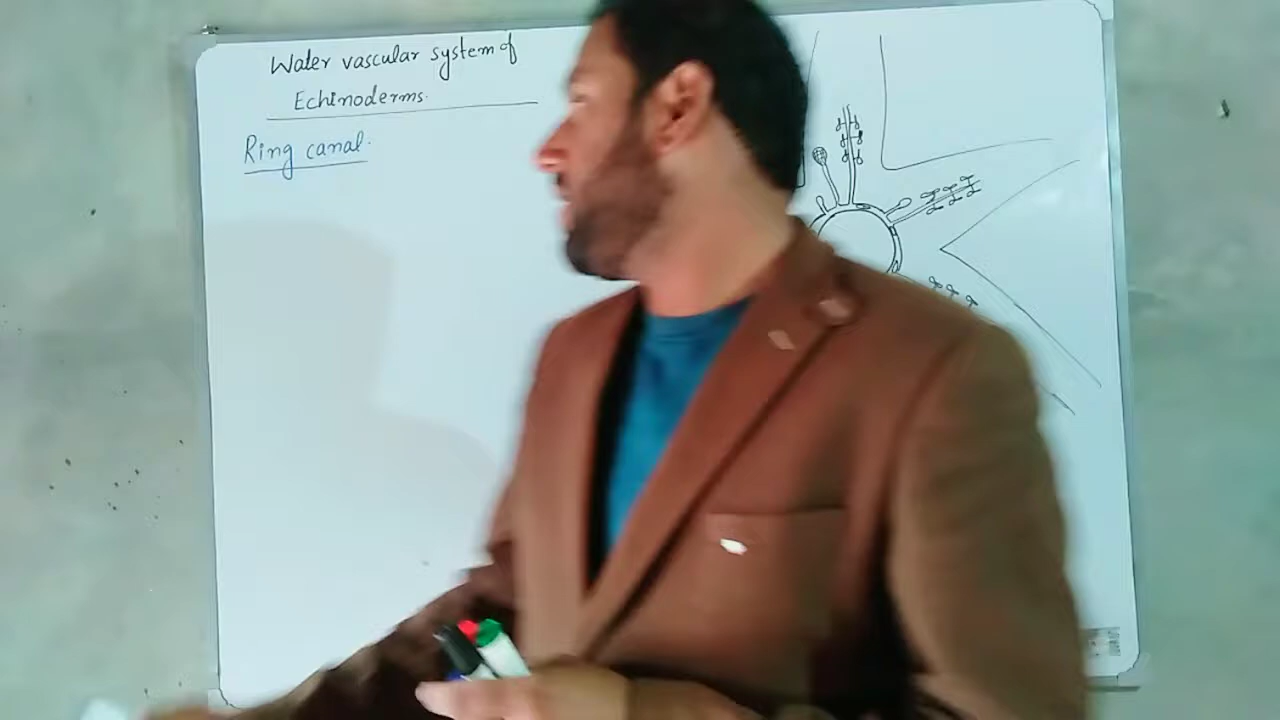 Water vascular system of
Echinoderms.
Ring canal.